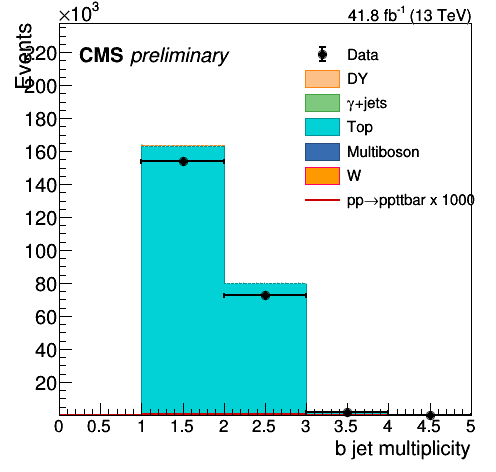 ×10³
41.8 fb⁻¹ (13 TeV)
Events
CMS preliminary
Data
DY
γ+jets
Top
Multiboson
W
pp→ppttbar x 1000
220
200
180
160
140
120
100
80
60
40
20
0 0.5 1 1.5 2 2.5 3 3.5 4 4.5 5
b jet multiplicity